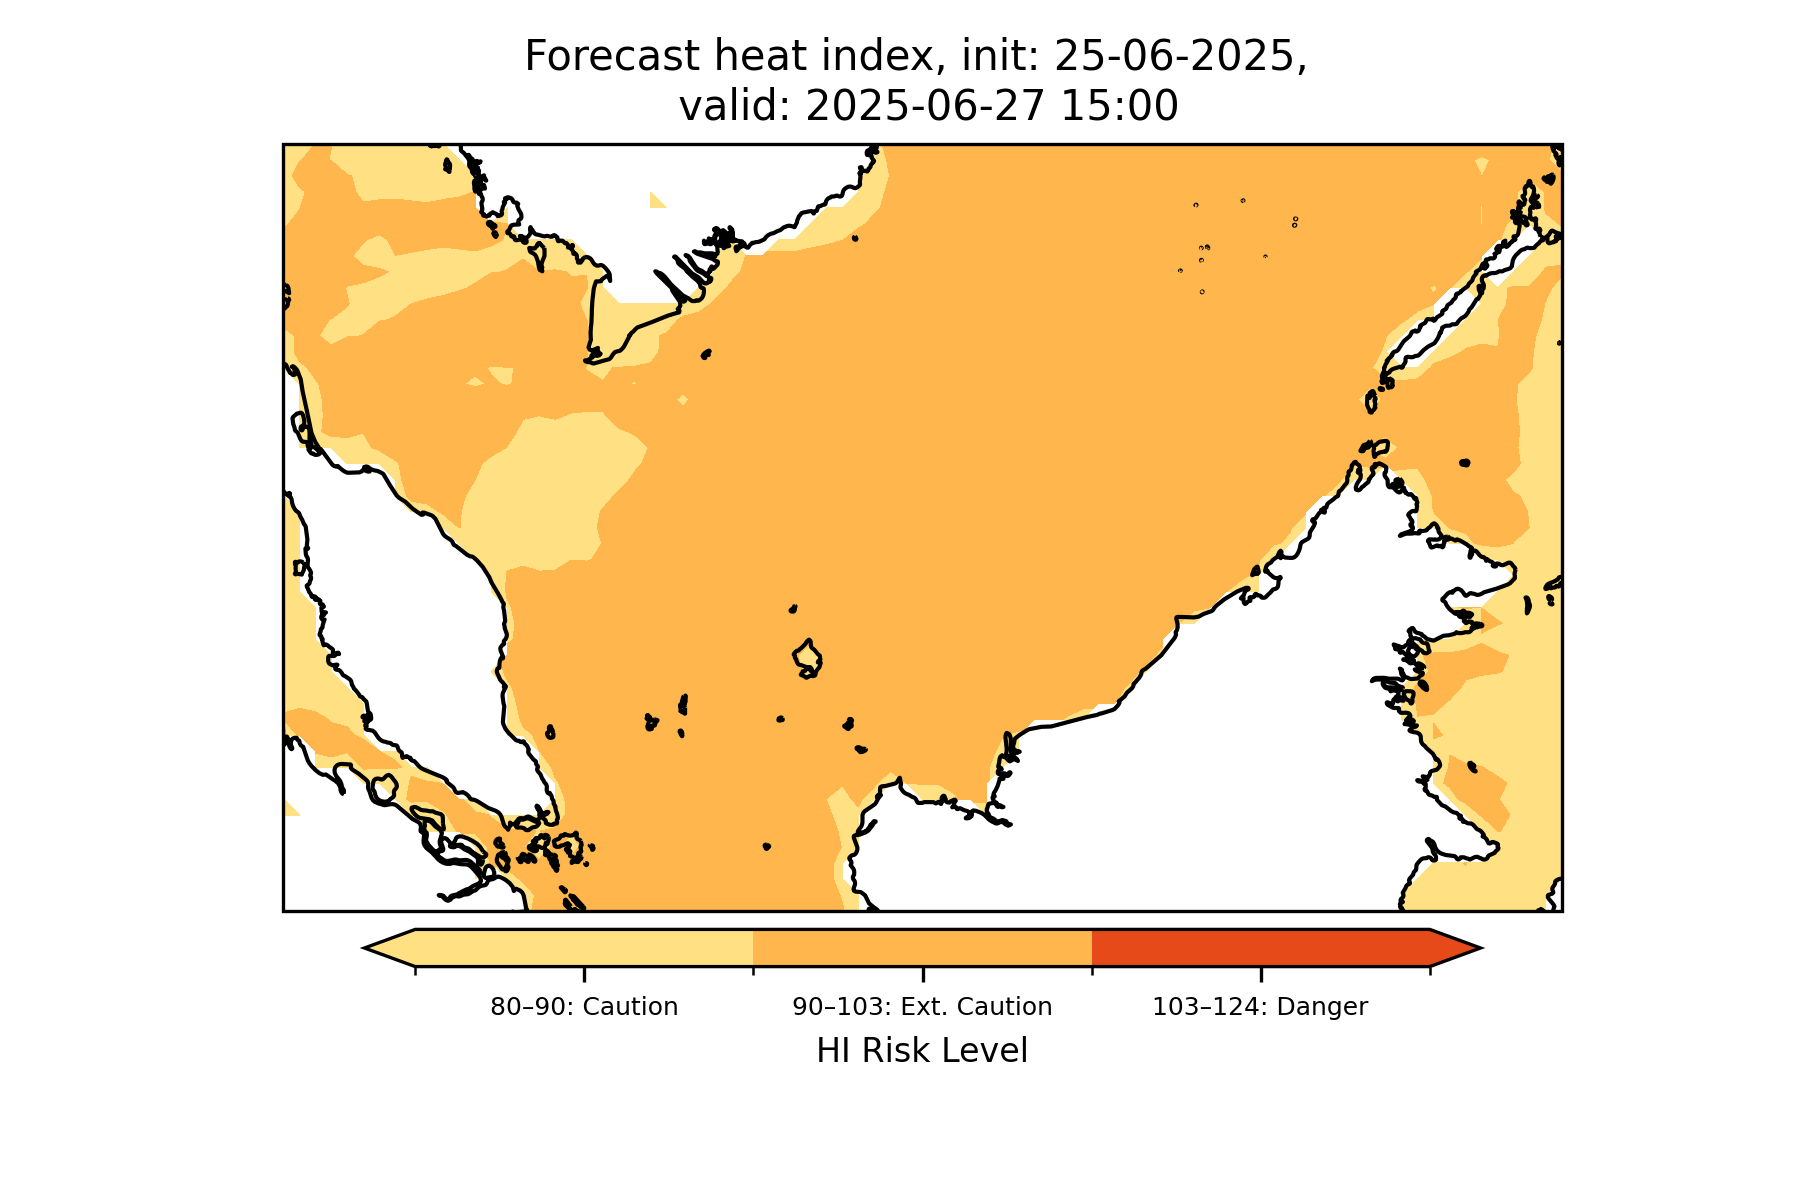 Forecast heat index, init: 25-06-2025,
valid: 2025-06-27 15:00
80–90: Caution
90–103: Ext. Caution
103–124: Danger
HI Risk Level